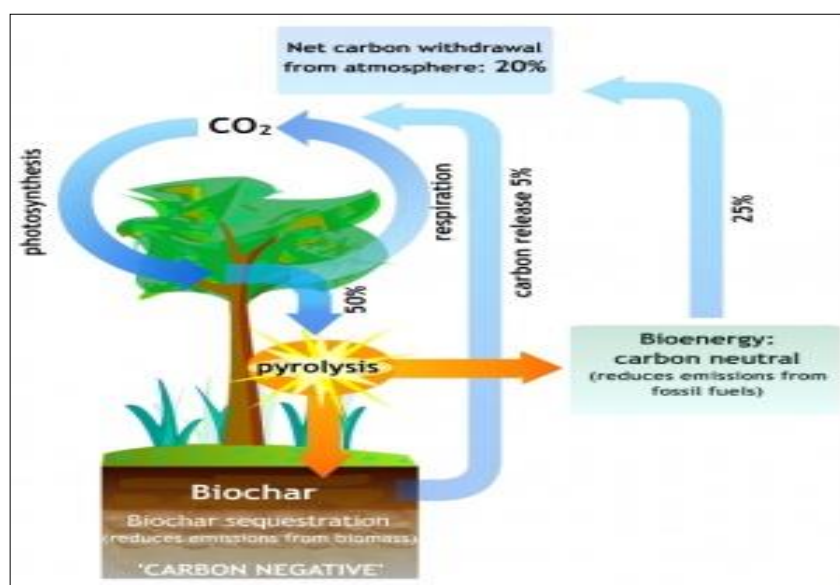 Net carbon withdrawal
from atmosphere: 20%
CO₂
photosynthesis
respiration
carbon release 5%
25%
50%
pyrolysis
Bioenergy:
carbon neutral
(reduces emissions from
fossil fuels)
Biochar
Biochar sequestration
(reduces emissions from biomass)
'CARBON NEGATIVE'